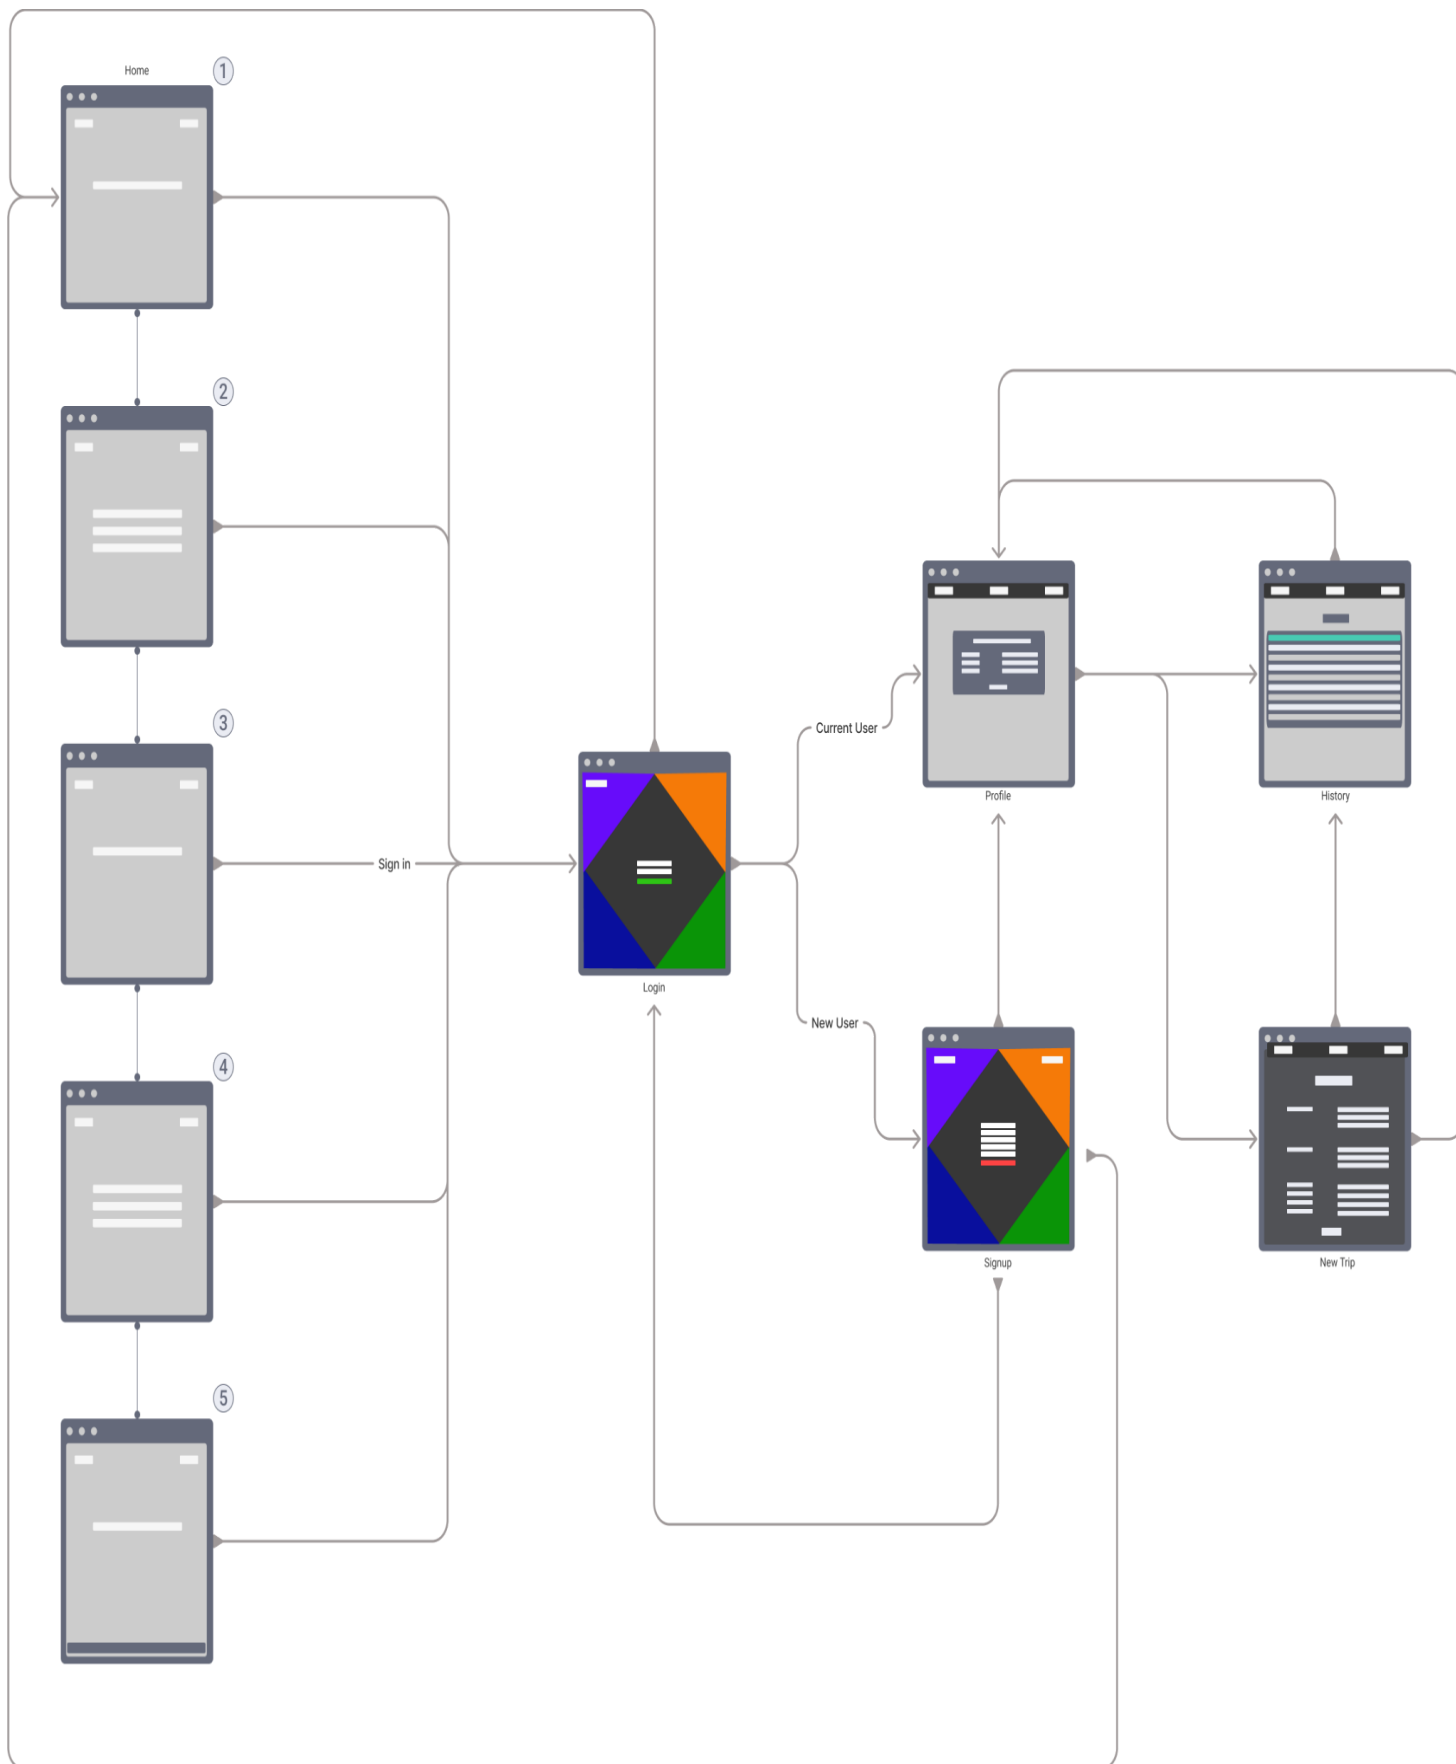 Home
1
2
3
Sign in
4
5
Login
Current User
New User
Profile
History
Signup
New Trip